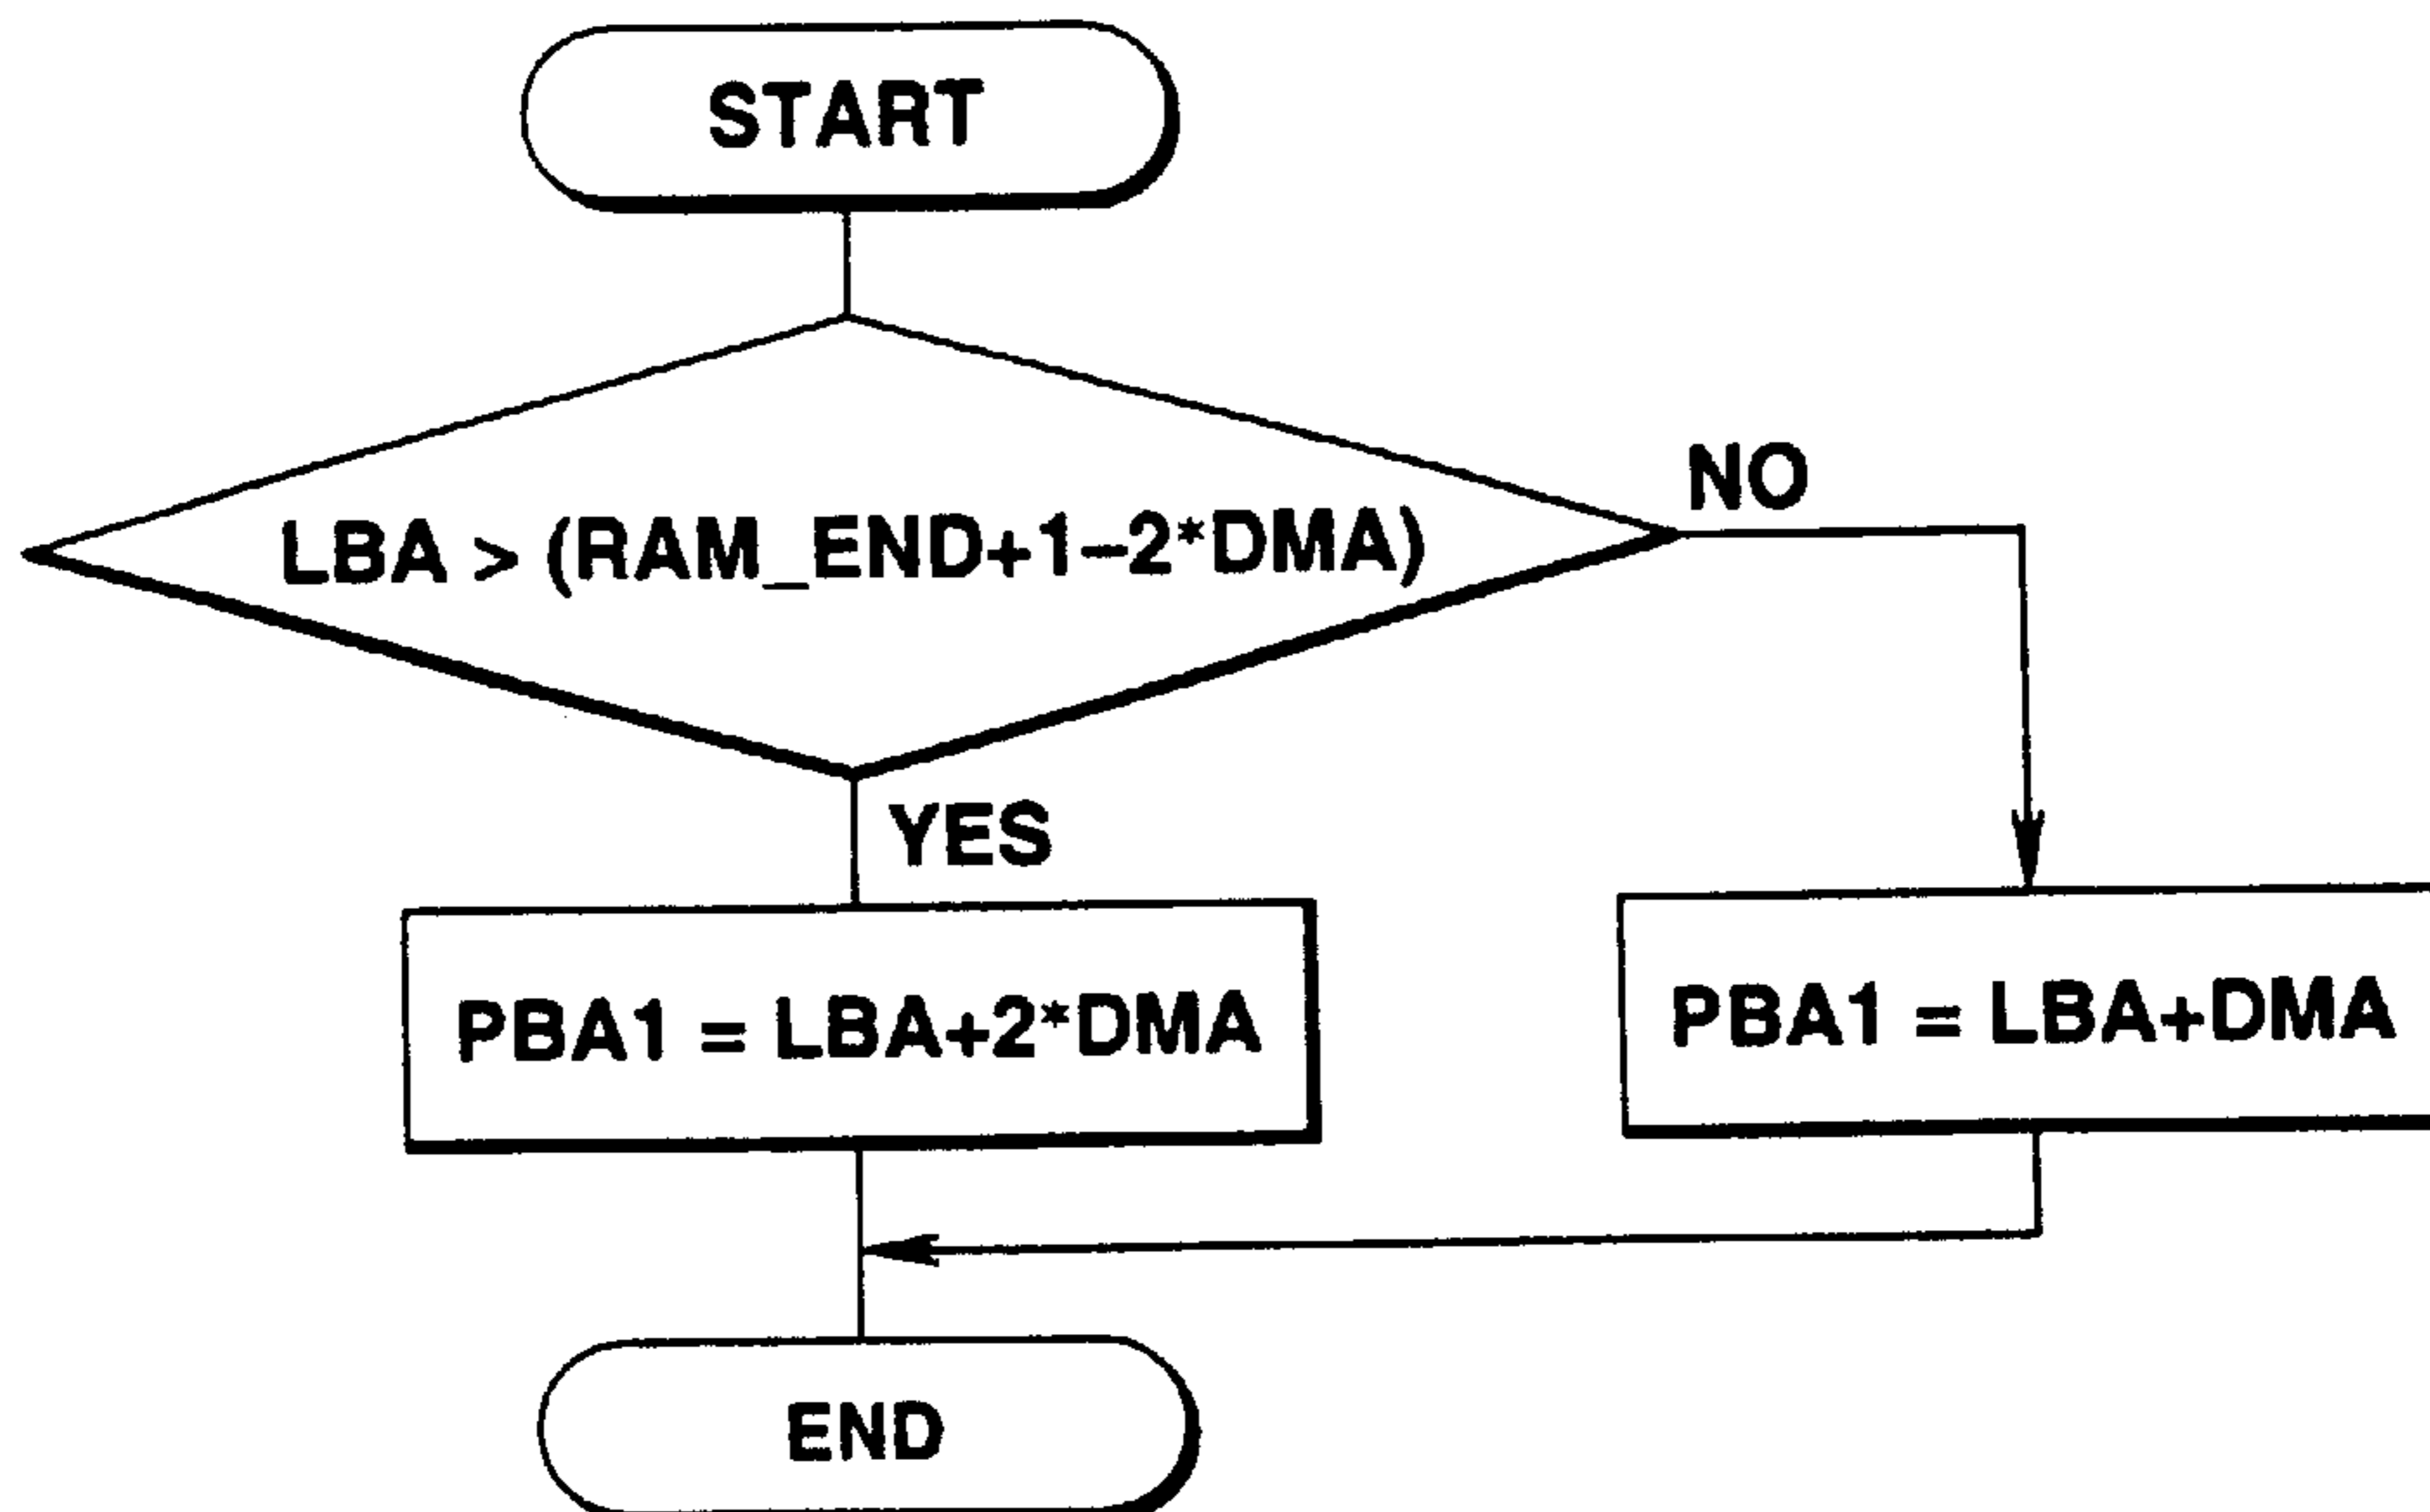 START
LBA > (RAM_END+1−2*DMA)
NO
YES
PBA1 = LBA+2*DMA
PBA1 = LBA+DMA
END